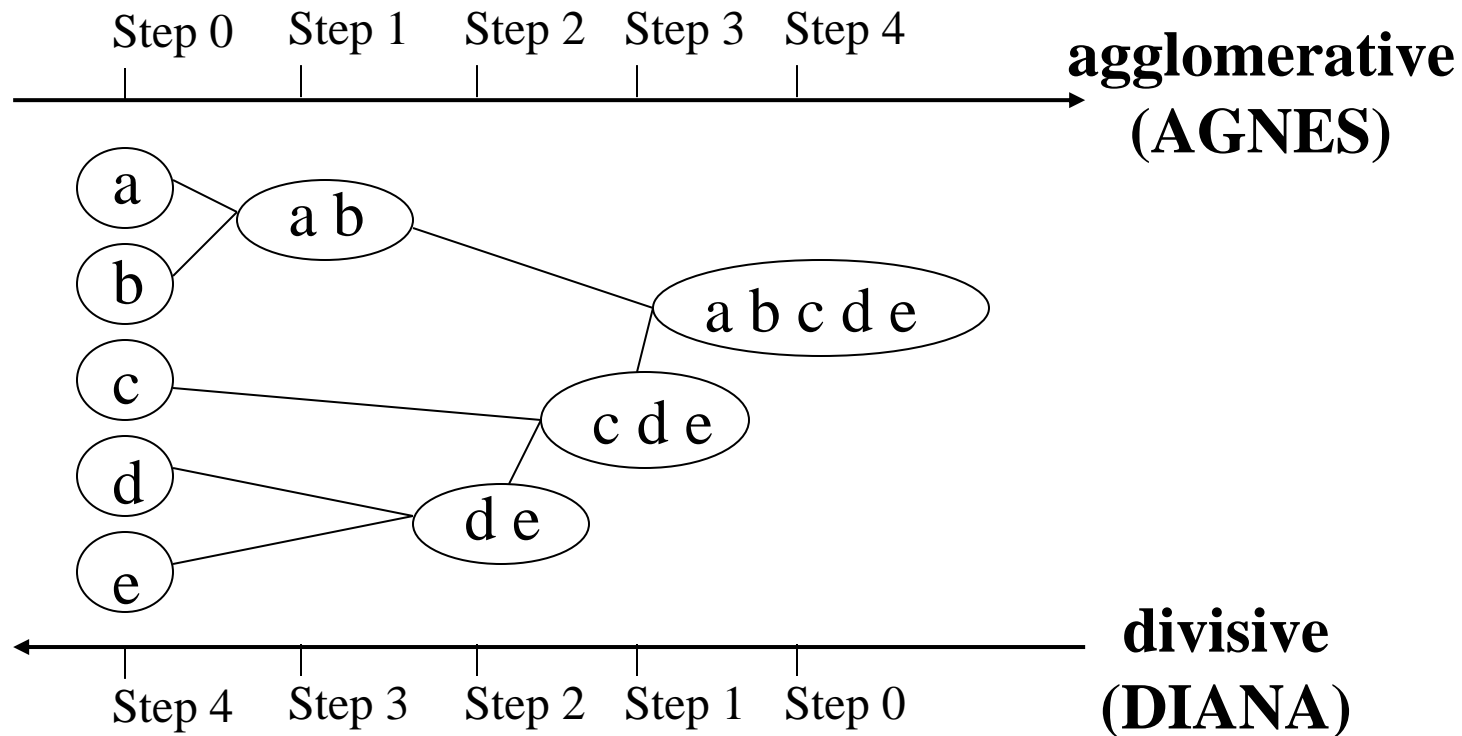 Step 0 Step 1 Step 2 Step 3 Step 4
agglomerative
(AGNES)
a
a b
b
a b c d e
c
c d e
d
d e
e
divisive
(DIANA)
Step 4 Step 3 Step 2 Step 1 Step 0